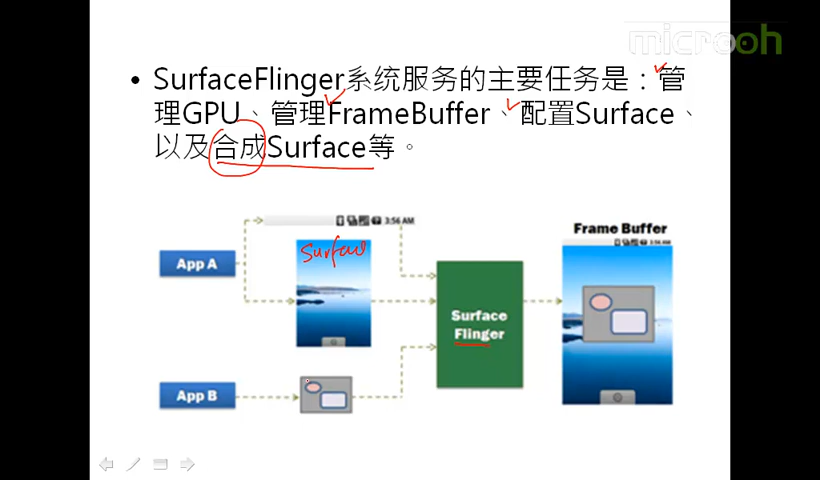 microoh
• SurfaceFlinger系统服务的主要任务是：管
理GPU、管理FrameBuffer、配置Surface、
以及合成Surface等。
3:56 AM
Frame Buffer
3:56 AM
App A
Surface
Surface
Flinger
App B